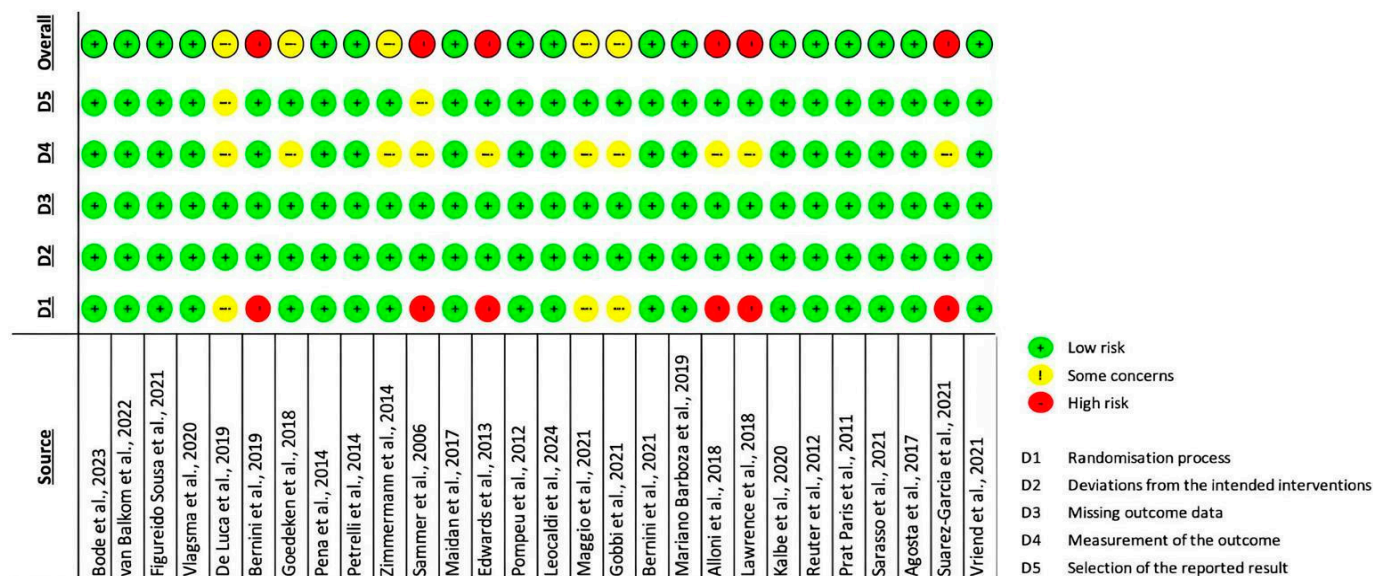 Overall
D5
D4
D3
D2
D1
Source
Bode et al., 2023
van Balkom et al., 2022
Figureido Sousa et al., 2021
Vlagsma et al., 2020
De Luca et al., 2019
Bernini et al., 2019
Goedeken et al., 2018
Pena et al., 2014
Petrelli et al., 2014
Zimmermann et al., 2014
Sammer et al., 2006
Maidan et al., 2017
Edwards et al., 2013
Pompeu et al., 2012
Leocaldi et al., 2024
Maggio et al., 2021
Gobbi et al., 2021
Bernini et al., 2021
Mariano Barboza et al., 2019
Alloni et al., 2018
Lawrence et al., 2018
Kalbe et al., 2020
Reuter et al., 2012
Prat Paris et al., 2011
Sarasso et al., 2021
Agosta et al., 2017
Suarez-Garcia et al., 2021
Vriend et al., 2021
+ Low risk
! Some concerns
- High risk
D1 Randomisation process
D2 Deviations from the intended interventions
D3 Missing outcome data
D4 Measurement of the outcome
D5 Selection of the reported result